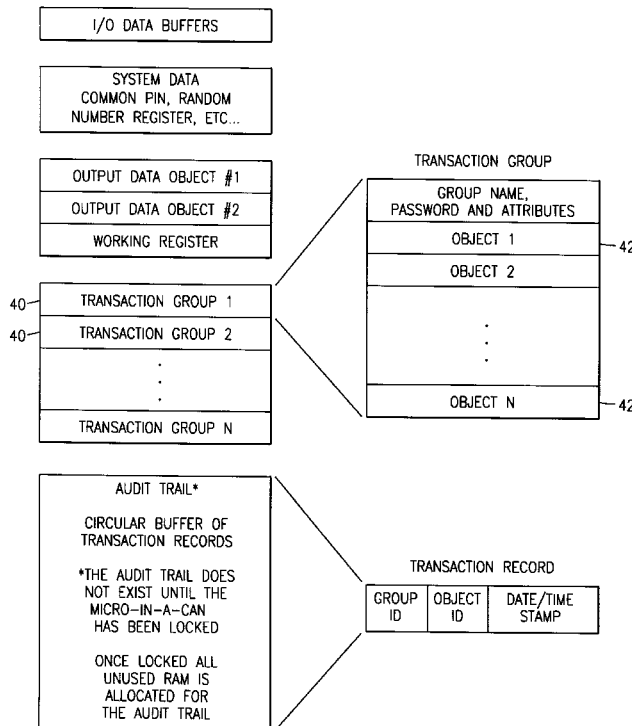 I/O DATA BUFFERS
SYSTEM DATA
COMMON PIN, RANDOM
NUMBER REGISTER, ETC...
OUTPUT DATA OBJECT #1
OUTPUT DATA OBJECT #2
WORKING REGISTER
40
TRANSACTION GROUP 1
40
TRANSACTION GROUP 2
TRANSACTION GROUP N
TRANSACTION GROUP
GROUP NAME,
PASSWORD AND ATTRIBUTES
OBJECT 1
42
OBJECT 2
OBJECT N
42
AUDIT TRAIL*
CIRCULAR BUFFER OF
TRANSACTION RECORDS
*THE AUDIT TRAIL DOES
NOT EXIST UNTIL THE
MICRO-IN-A-CAN
HAS BEEN LOCKED
ONCE LOCKED ALL
UNUSED RAM IS
ALLOCATED FOR
THE AUDIT TRAIL
TRANSACTION RECORD
GROUP
ID
OBJECT
ID
DATE/TIME
STAMP